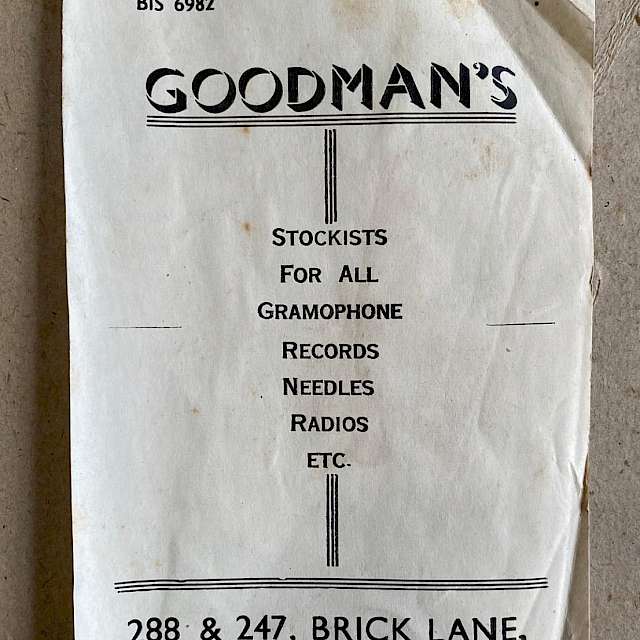 BIS 6982
GOODMAN'S
STOCKISTS
FOR ALL
GRAMOPHONE
RECORDS
NEEDLES
RADIOS
ETC.
288 & 247, BRICK LANE,